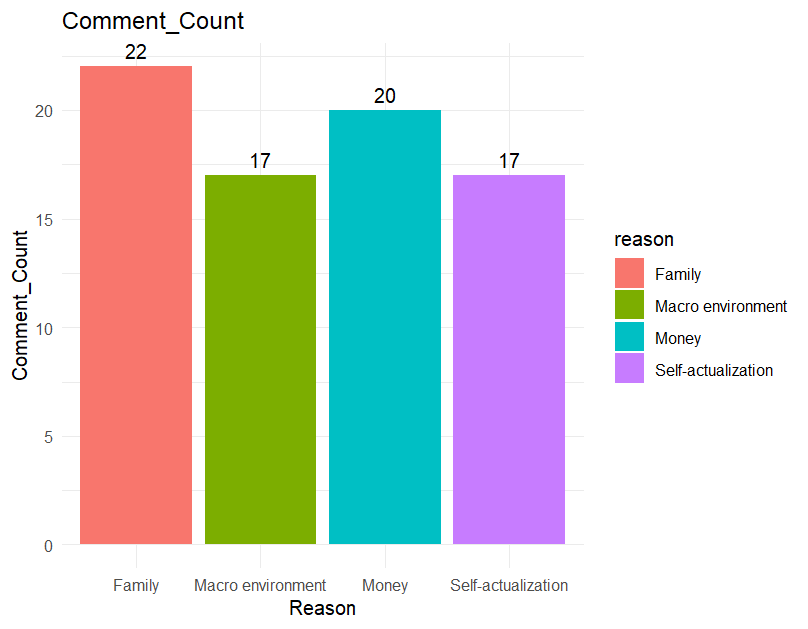 Comment_Count
22
17
20
17
20
15
10
5
0
Comment_Count
Family
Macro environment
Money
Self-actualization
Reason
reason
Family
Macro environment
Money
Self-actualization